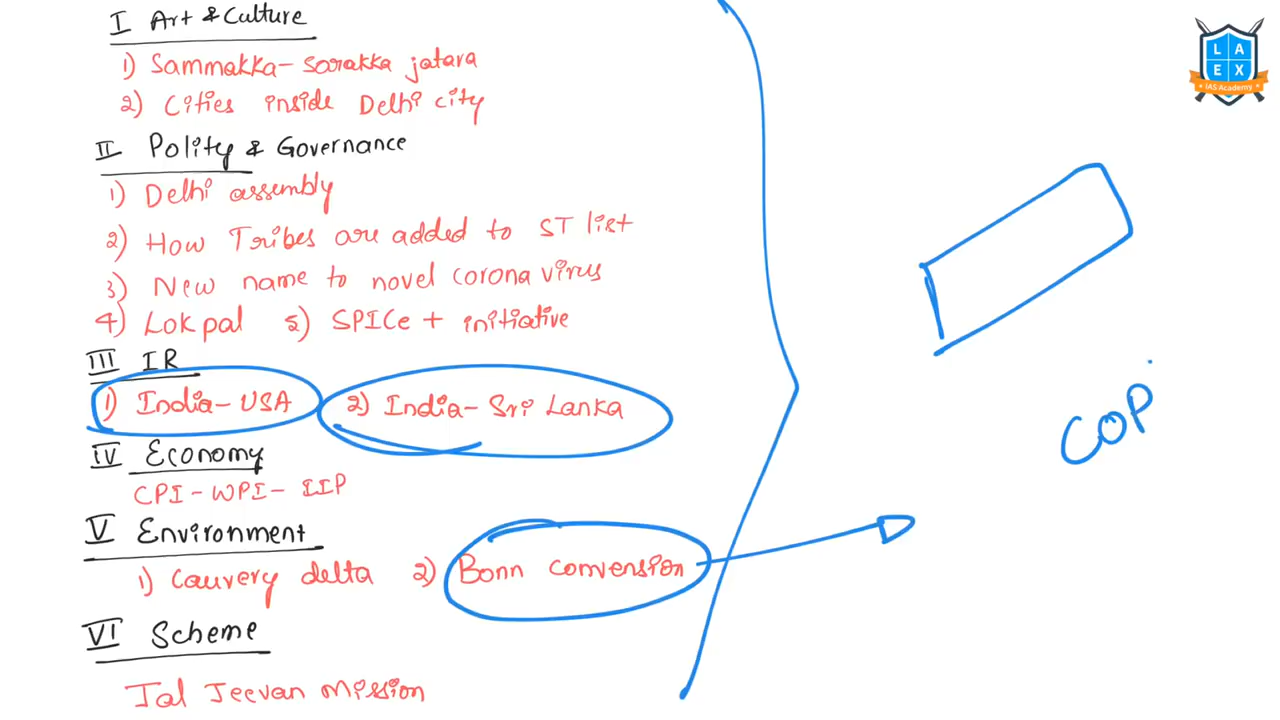 I Art & Culture
1) Sammakka-Sarakka jatara
2) Cities inside Delhi city
II Polity & Governance
1) Delhi assembly
2) How Tribes are added to ST list
3) New name to novel corona virus
4) Lokpal 5) SPICe + initiative
III IR
1) India-USA 2) India-Sri Lanka
IV Economy
CPI-WPI-IIP
V Environment
1) Cauvery delta 2) Bonn convension
VI Scheme
Jal Jeevan Mission
COP
L A
E X
IAS Academy